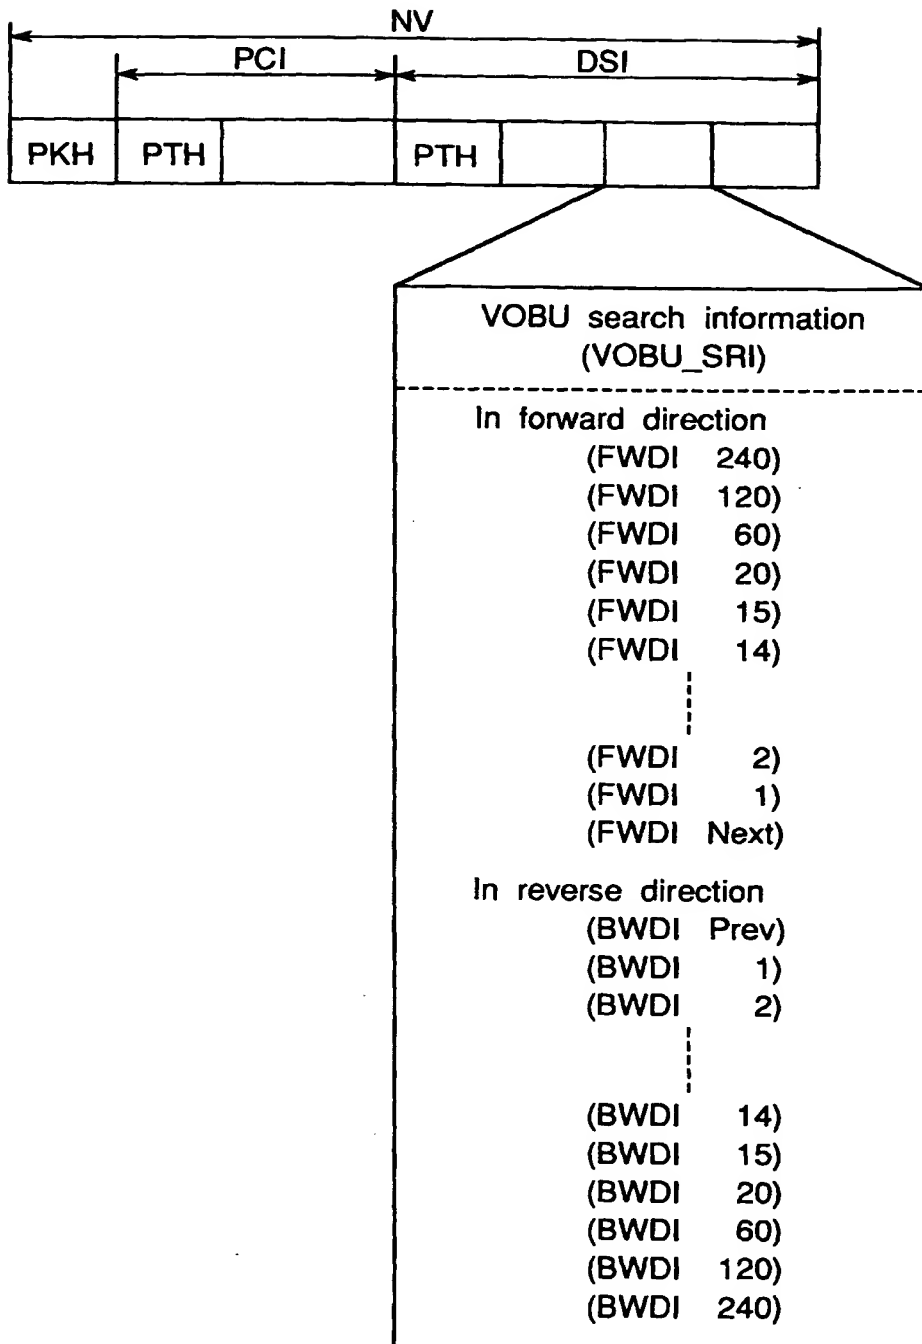 NV
PCI DSI
PKH PTH PTH
VOBU search information
(VOBU_SRI)
In forward direction
(FWDI 240)
(FWDI 120)
(FWDI 60)
(FWDI 20)
(FWDI 15)
(FWDI 14)
(FWDI 2)
(FWDI 1)
(FWDI Next)
In reverse direction
(BWDI Prev)
(BWDI 1)
(BWDI 2)
(BWDI 14)
(BWDI 15)
(BWDI 20)
(BWDI 60)
(BWDI 120)
(BWDI 240)